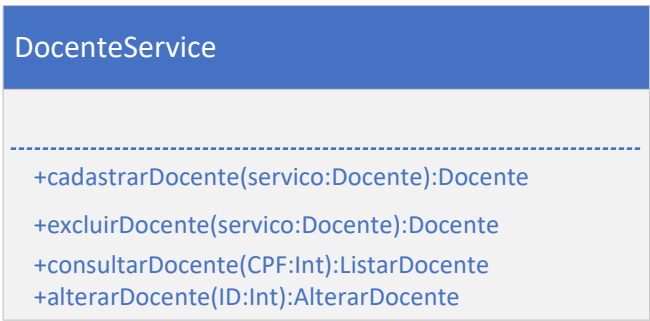 DocenteService
+cadastrarDocente(servico:Docente):Docente
+excluirDocente(servico:Docente):Docente
+consultarDocente(CPF:Int):ListarDocente
+alterarDocente(ID:Int):AlterarDocente